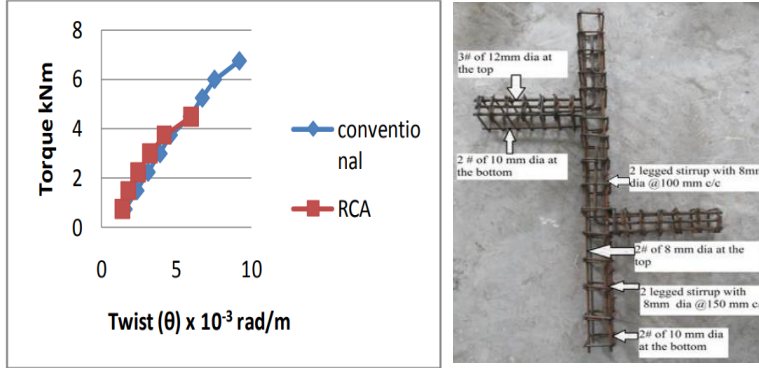 8
6
4
2
0
0
5
10
Torque kNm
Twist (θ) x 10⁻³ rad/m
conventio
nal
RCA
3# of 12mm dia at
the top
2 # of 10 mm dia at
the bottom
2 legged stirrup with 8mm
dia @100 mm c/c
2# of 8 mm dia at the
top
2 legged stirrup with
8mm dia @150 mm c/
2# of 10 mm dia
at the bottom